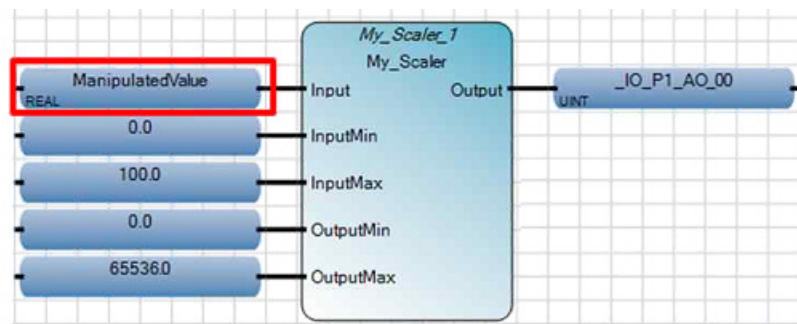 My_Scaler_1
My_Scaler
ManipulatedValue
REAL
Input
Output
_IO_P1_AO_00
UINT
0.0
InputMin
100.0
InputMax
0.0
OutputMin
65536.0
OutputMax